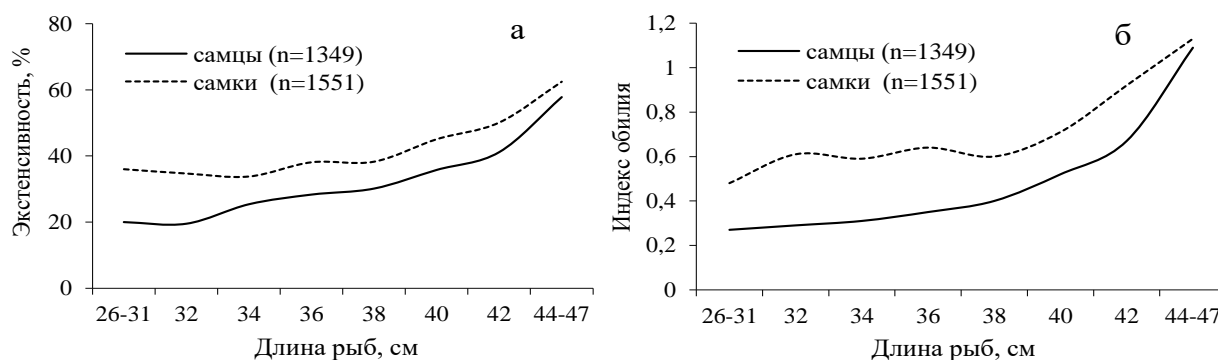 80
60
40
20
0
Экстенсивность, %
а
самцы (n=1349)
самки (n=1551)
26-31 32 34 36 38 40 42 44-47
Длина рыб, см
1,2
1
0,8
0,6
0,4
0,2
0
Индекс обилия
б
самцы (n=1349)
самки (n=1551)
26-31 32 34 36 38 40 42 44-47
Длина рыб, см